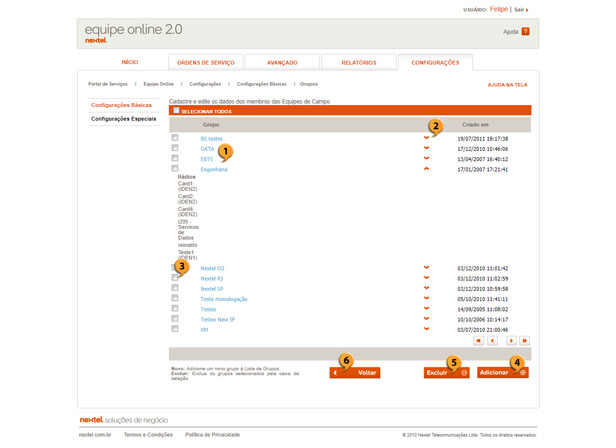 USUÁRIO: Felipe | Sair
equipe online 2.0
nextel.
Ajuda ?
INÍCIO ORDENS DE SERVIÇO AVANÇADO RELATÓRIOS CONFIGURAÇÕES
Portal de Serviços / Equipe Online / Configurações / Configurações Básicas / Grupos AJUDA NA TELA
Configurações Básicas
Configurações Especiais
Cadastre e edite os dados dos membros das Equipes de Campo
SELECIONAR TODOS
Grupo Criado em
2
BS testes 19/07/2011 18:17:38
DATA 17/12/2010 10:46:06
1
EBTS 13/04/2007 16:40:12
Engenharia 17/01/2007 17:21:41
Rádios
Card1
(iDEN2)
Card2
(iDEN2)
Card4
(iDEN2)
i205 -
Servicos
de
Dados
reinaldo
Teste1
(iDEN1)
3
Nextel CO 03/12/2010 11:01:42
Nextel RJ 03/12/2010 11:02:59
Nextel SP 03/12/2010 10:59:58
Teste Homologação 05/10/2010 11:41:11
Testes 14/09/2005 11:08:02
Testes New IP 10/10/2006 10:14:17
XM 03/07/2010 21:00:46
6 5 4
Novo: Adicione um novo grupo à Lista de Grupos.
Excluir: Exclua os grupos selecionados pela caixa de
seleção.
Voltar Excluir Adicionar
nextel. soluções de negócio
nextel.com.br Termos e Condições Política de Privacidade © 2010 Nextel Telecomunicações Ltda. Todos os direitos reservados.